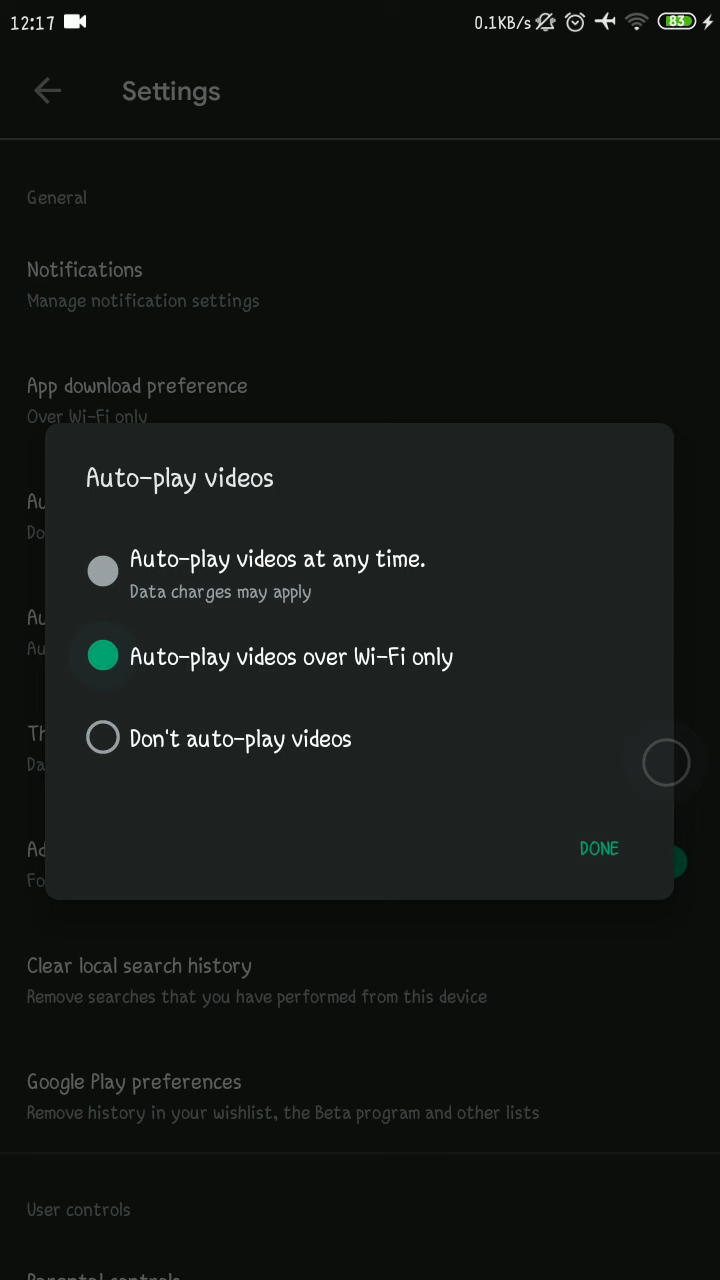 12:17
0.1KB/s
83
Settings
General
Notifications
Manage notification settings
App download preference
Over Wi-Fi only
Auto-play videos
Auto-play videos at any time.
Data charges may apply
Auto-play videos over Wi-Fi only
Don't auto-play videos
DONE
Clear local search history
Remove searches that you have performed from this device
Google Play preferences
Remove history in your wishlist, the Beta program and other lists
User controls
Parental controls